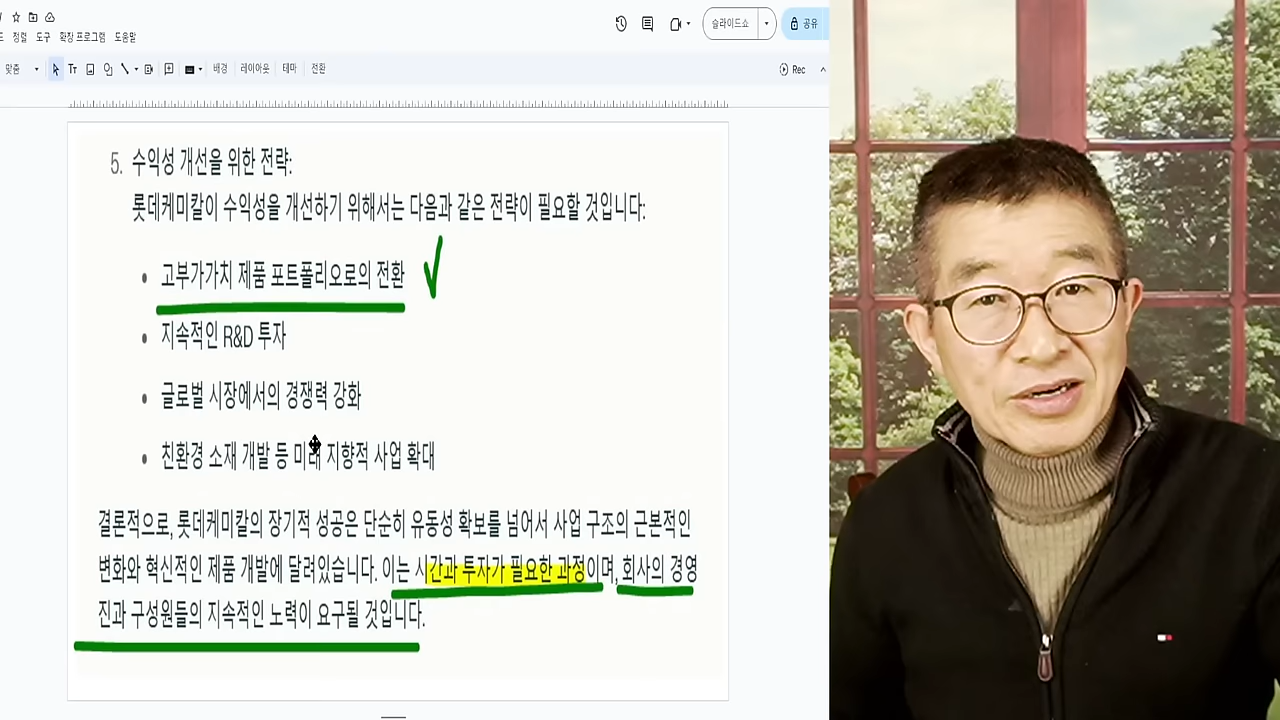 정렬 도구 확장 프로그램 도움말
슬라이드쇼
공유
맞춤
Tт
배경 레이아웃 테마 전환
Rec
5. 수익성 개선을 위한 전략:
롯데케미칼이 수익성을 개선하기 위해서는 다음과 같은 전략이 필요할 것입니다:
• 고부가가치 제품 포트폴리오로의 전환
• 지속적인 R&D 투자
• 글로벌 시장에서의 경쟁력 강화
• 친환경 소재 개발 등 미래 지향적 사업 확대
결론적으로, 롯데케미칼의 장기적 성공은 단순히 유동성 확보를 넘어서 사업 구조의 근본적인
변화와 혁신적인 제품 개발에 달려있습니다. 이는 시간과 투자가 필요한 과정이며, 회사의 경영
진과 구성원들의 지속적인 노력이 요구될 것입니다.